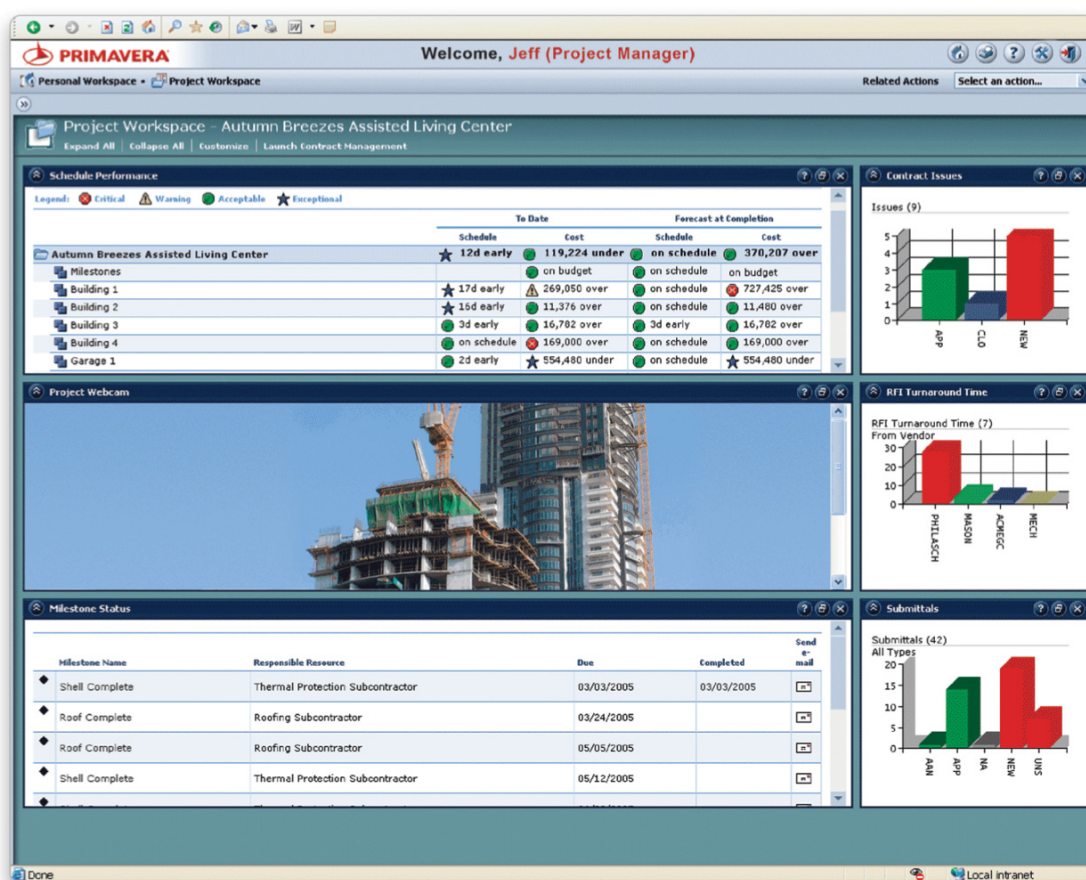 PRIMAVERA
Welcome, Jeff (Project Manager)
Personal Workspace • Project Workspace
Related Actions Select an action...
Project Workspace - Autumn Breezes Assisted Living Center
Expand All | Collapse All | Customize | Launch Contract Management
Schedule Performance
Legend: Critical Warning Acceptable Exceptional
To Date Forecast at Completion
Schedule Cost Schedule Cost
Autumn Breezes Assisted Living Center 12d early 119,224 under on schedule 370,207 over
Milestones on budget on schedule on budget
Building 1 17d early 269,050 over on schedule 727,425 over
Building 2 16d early 11,376 over on schedule 11,480 over
Building 3 3d early 16,782 over 3d early 16,782 over
Building 4 on schedule 169,000 over on schedule 169,000 over
Garage 1 2d early 554,480 under on schedule 554,480 under
Contract Issues
Issues (9)
5
4
3
2
1
0
APP CLO NEW
Project Webcam
RFI Turnaround Time
RFI Turnaround Time (7)
From Vendor
30
20
10
0
PHILASCH MASON ACMEGC MECH
Milestone Status
Milestone Name Responsible Resource Due Completed Send e-mail
Shell Complete Thermal Protection Subcontractor 03/03/2005 03/03/2005
Roof Complete Roofing Subcontractor 03/24/2005
Roof Complete Roofing Subcontractor 05/05/2005
Shell Complete Thermal Protection Subcontractor 05/12/2005
Submittals
Submittals (42)
All Types
20
15
10
5
0
AAN APP NA NEW UNS
Done
Local intranet